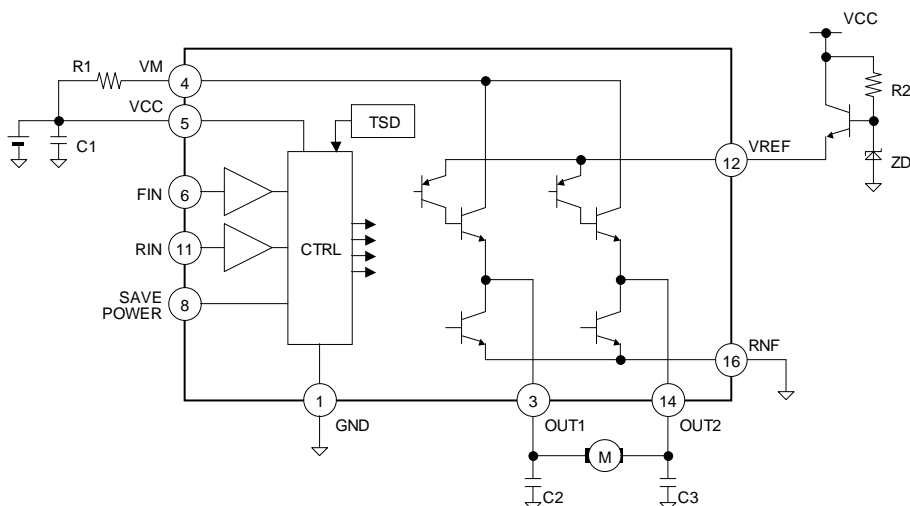 VCC
R1
VM
4
R2
VCC
5
TSD
C1
12
VREF
ZD
6
FIN
CTRL
RIN
11
SAVE
POWER
8
RNF
16
1
3
14
GND
OUT1
OUT2
M
C2
C3